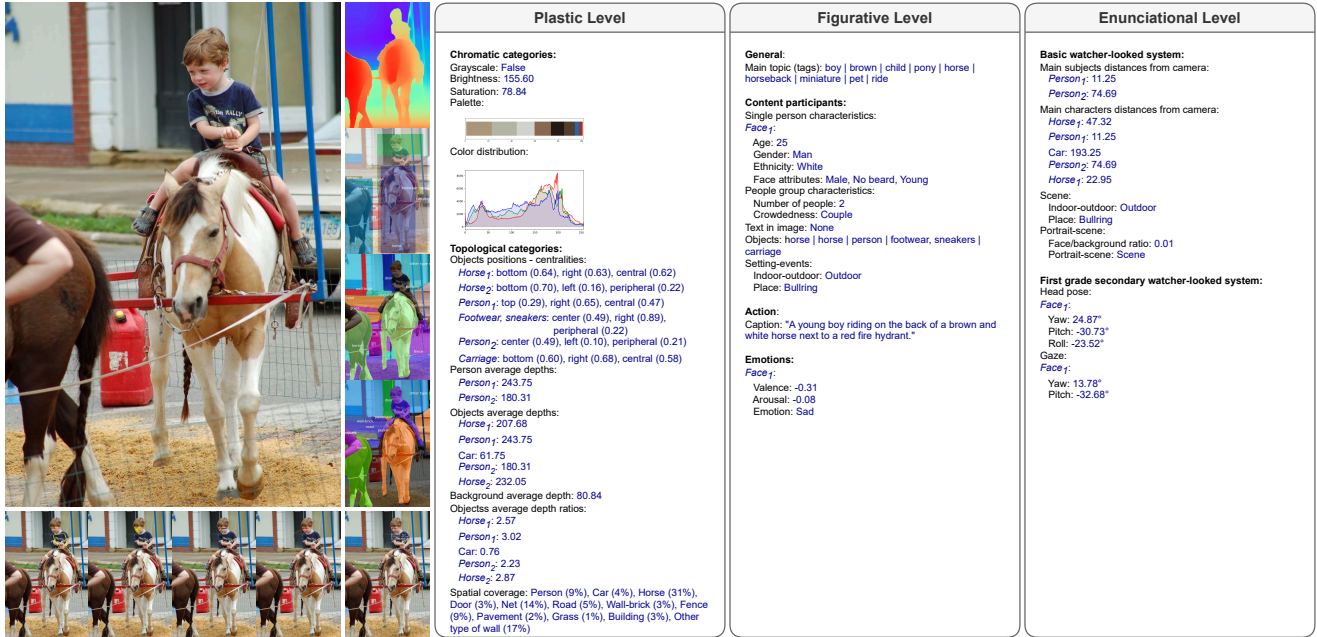 Plastic Level
Chromatic categories:
Grayscale: False
Brightness: 155.60
Saturation: 78.84
Palette:
Color distribution:
Topological categories:
Objects positions - centralities:
Horse1: bottom (0.64), right (0.63), central (0.62)
Horse2: bottom (0.70), left (0.16), peripheral (0.22)
Person1: top (0.29), right (0.65), central (0.47)
Footwear, sneakers: center (0.49), right (0.89),
peripheral (0.22)
Person2: center (0.49), left (0.10), peripheral (0.21)
Carriage: bottom (0.60), right (0.68), central (0.58)
Person average depths:
Person1: 243.75
Person2: 180.31
Objects average depths:
Horse1: 207.68
Person1: 243.75
Car: 61.75
Person2: 180.31
Horse2: 232.05
Background average depth: 80.84
Objectss average depth ratios:
Horse1: 2.57
Person1: 3.02
Car: 0.76
Person2: 2.23
Horse2: 2.87
Spatial coverage: Person (9%), Car (4%), Horse (31%),
Door (3%), Net (14%), Road (5%), Wall-brick (3%), Fence
(9%), Pavement (2%), Grass (1%), Building (3%), Other
type of wall (17%)
Figurative Level
General:
Main topic (tags): boy | brown | child | pony | horse |
horseback | miniature | pet | ride
Content participants:
Single person characteristics:
Face1:
Age: 25
Gender: Man
Ethnicity: White
Face attributes: Male, No beard, Young
People group characteristics:
Number of people: 2
Crowdedness: Couple
Text in image: None
Objects: horse | horse | person | footwear, sneakers |
carriage
Setting-events:
Indoor-outdoor: Outdoor
Place: Bullring
Action:
Caption: "A young boy riding on the back of a brown and
white horse next to a red fire hydrant."
Emotions:
Face1:
Valence: -0.31
Arousal: -0.08
Emotion: Sad
Enunciational Level
Basic watcher-looked system:
Main subjects distances from camera:
Person1: 11.25
Person2: 74.69
Main characters distances from camera:
Horse1: 47.32
Person1: 11.25
Car: 193.25
Person2: 74.69
Horse1: 22.95
Scene:
Indoor-outdoor: Outdoor
Place: Bullring
Portrait-scene:
Face/background ratio: 0.01
Portrait-scene: Scene
First grade secondary watcher-looked system:
Head pose:
Face1:
Yaw: 24.87°
Pitch: -30.73°
Roll: -23.52°
Gaze:
Face1:
Yaw: 13.78°
Pitch: -32.68°